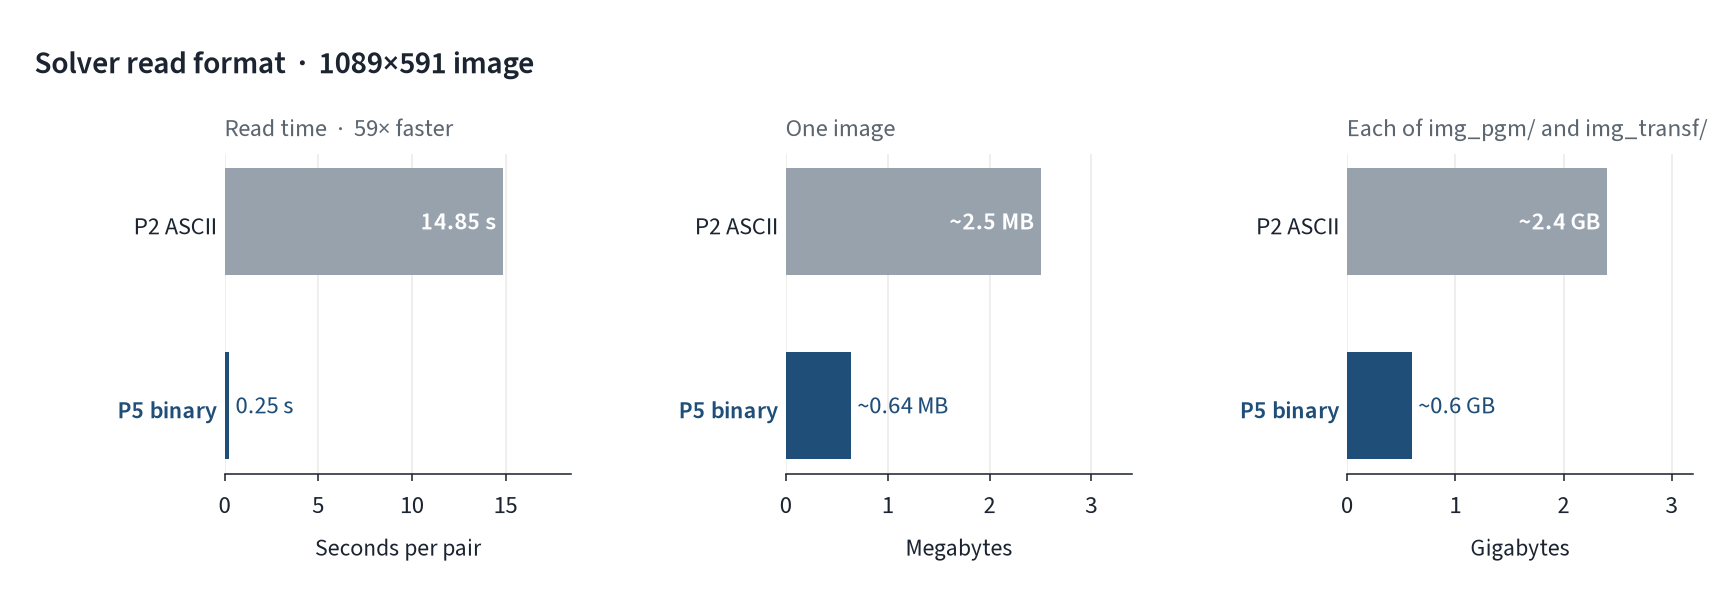 Solver read format · 1089×591 image
Read time · 59× faster
P2 ASCII
14.85 s
P5 binary
0.25 s
0 5 10 15
Seconds per pair
One image
P2 ASCII
~2.5 MB
P5 binary
~0.64 MB
0 1 2 3
Megabytes
Each of img_pgm/ and img_transf/
P2 ASCII
~2.4 GB
P5 binary
~0.6 GB
0 1 2 3
Gigabytes